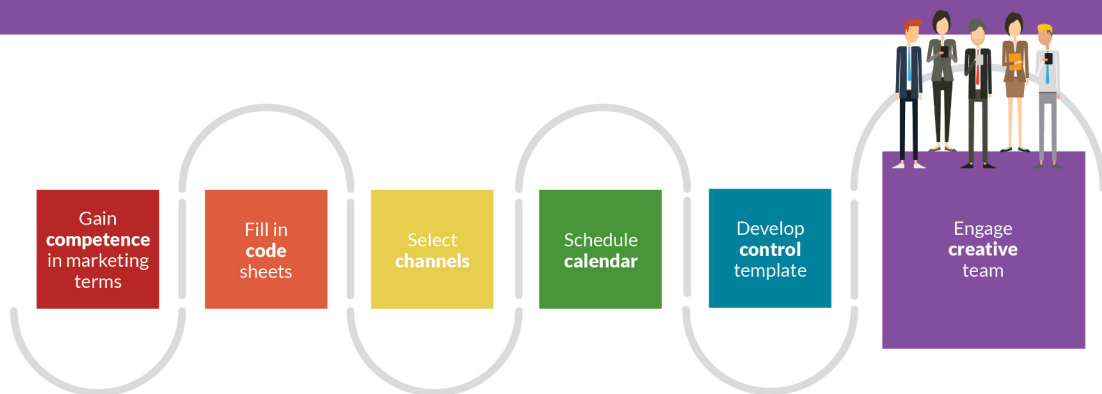 Gain
competence
in marketing
terms
Fill in
code
sheets
Select
channels
Schedule
calendar
Develop
control
template
Engage
creative
team